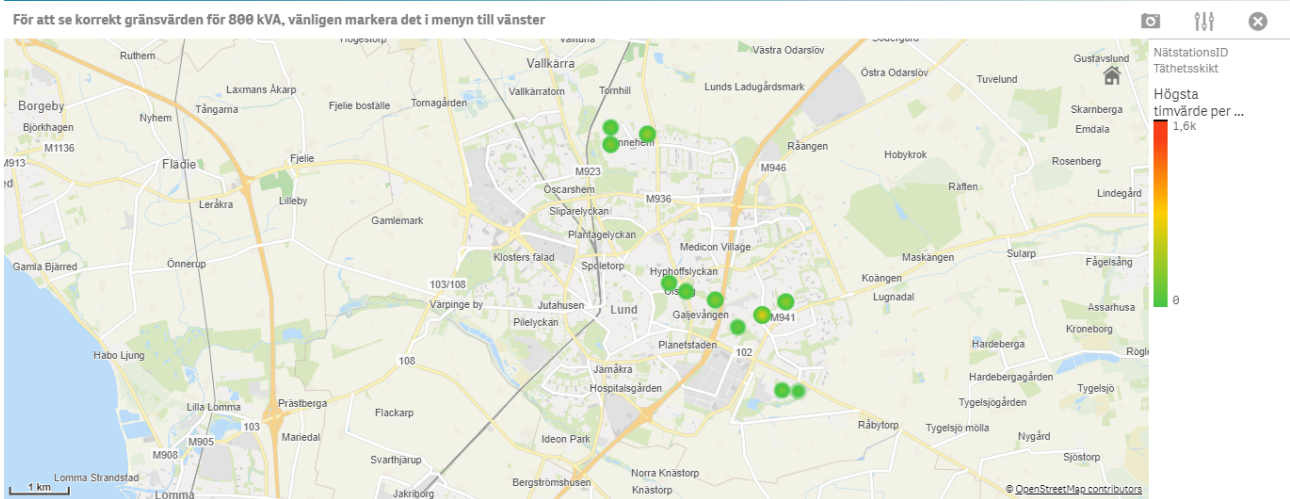 För att se korrekt gränsvärden för 800 kVA, vänligen markera det i menyn till vänster
NätstationsID
Täthetsskikt
Högsta
timvärde per ...
1,6k
0
Vallkärra
Västra Odarslöv
Gustavslund
Ruthem
Östra Odarslöv
Tuvelund
Laxmans Åkarp
Vallkärratorn
Tornhill
Lunds Ladugårdsmark
Borgeby
Tångarna
Fjelie boställe
Tornagården
Skarnberga
Nyhem
Björkhagen
Emdala
M1136
Råängen
Hobykrok
Flädie
Fjelie
M923
M946
Rosenberg
Öscarshem
Räften
Leråkra
Lilleby
M936
Lindegård
Sliparelyckan
Gamlemark
Plantagelyckan
Medicon Village
Klosters fälad
Maskängen
Sularp
Fågelsång
Gamla Bjärred
Önnerup
Spoletorp
Hyphoffslyckan
Koängen
103/108
Lugnadal
Värpinge by
Jutahusen
Lund
Galjevången
M941
Assarhusa
Pilelyckan
Kroneborg
Planetstaden
102
Hardeberga
Habo Ljung
108
Järnåkra
Hardebergagården
Hospitalsgården
Tygelsjö
Lilla Lomma
Prästberga
Flackarp
Tygelsjögården
103
Råbytorp
Tygelsjö mölla
M905
Mariedal
Ideon Park
Nygård
M908
Svarthjärup
Sjöstorp
Lomma Strandstad
Norra Knästorp
1 km
Bergströmshusen
Knästorp
Lomma
Jakriborg
© OpenStreetMap contributors